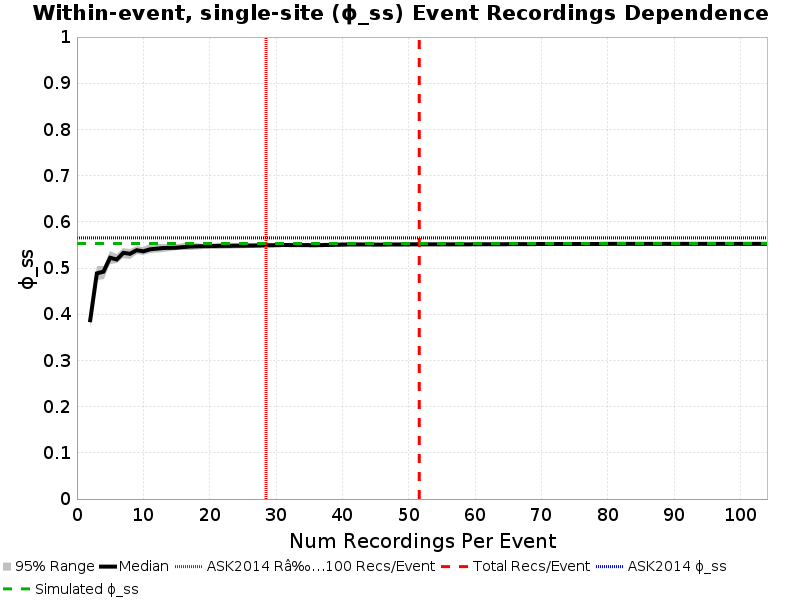 Within-event, single-site (ϕ_ss) Event Recordings Dependence
1
0.9
0.8
0.7
0.6
0.5
0.4
0.3
0.2
0.1
0
ϕ_ss
0 10 20 30 40 50 60 70 80 90 100
Num Recordings Per Event
95% Range Median ASK2014 Râ‰…100 Recs/Event Total Recs/Event ASK2014 ϕ_ss
Simulated ϕ_ss